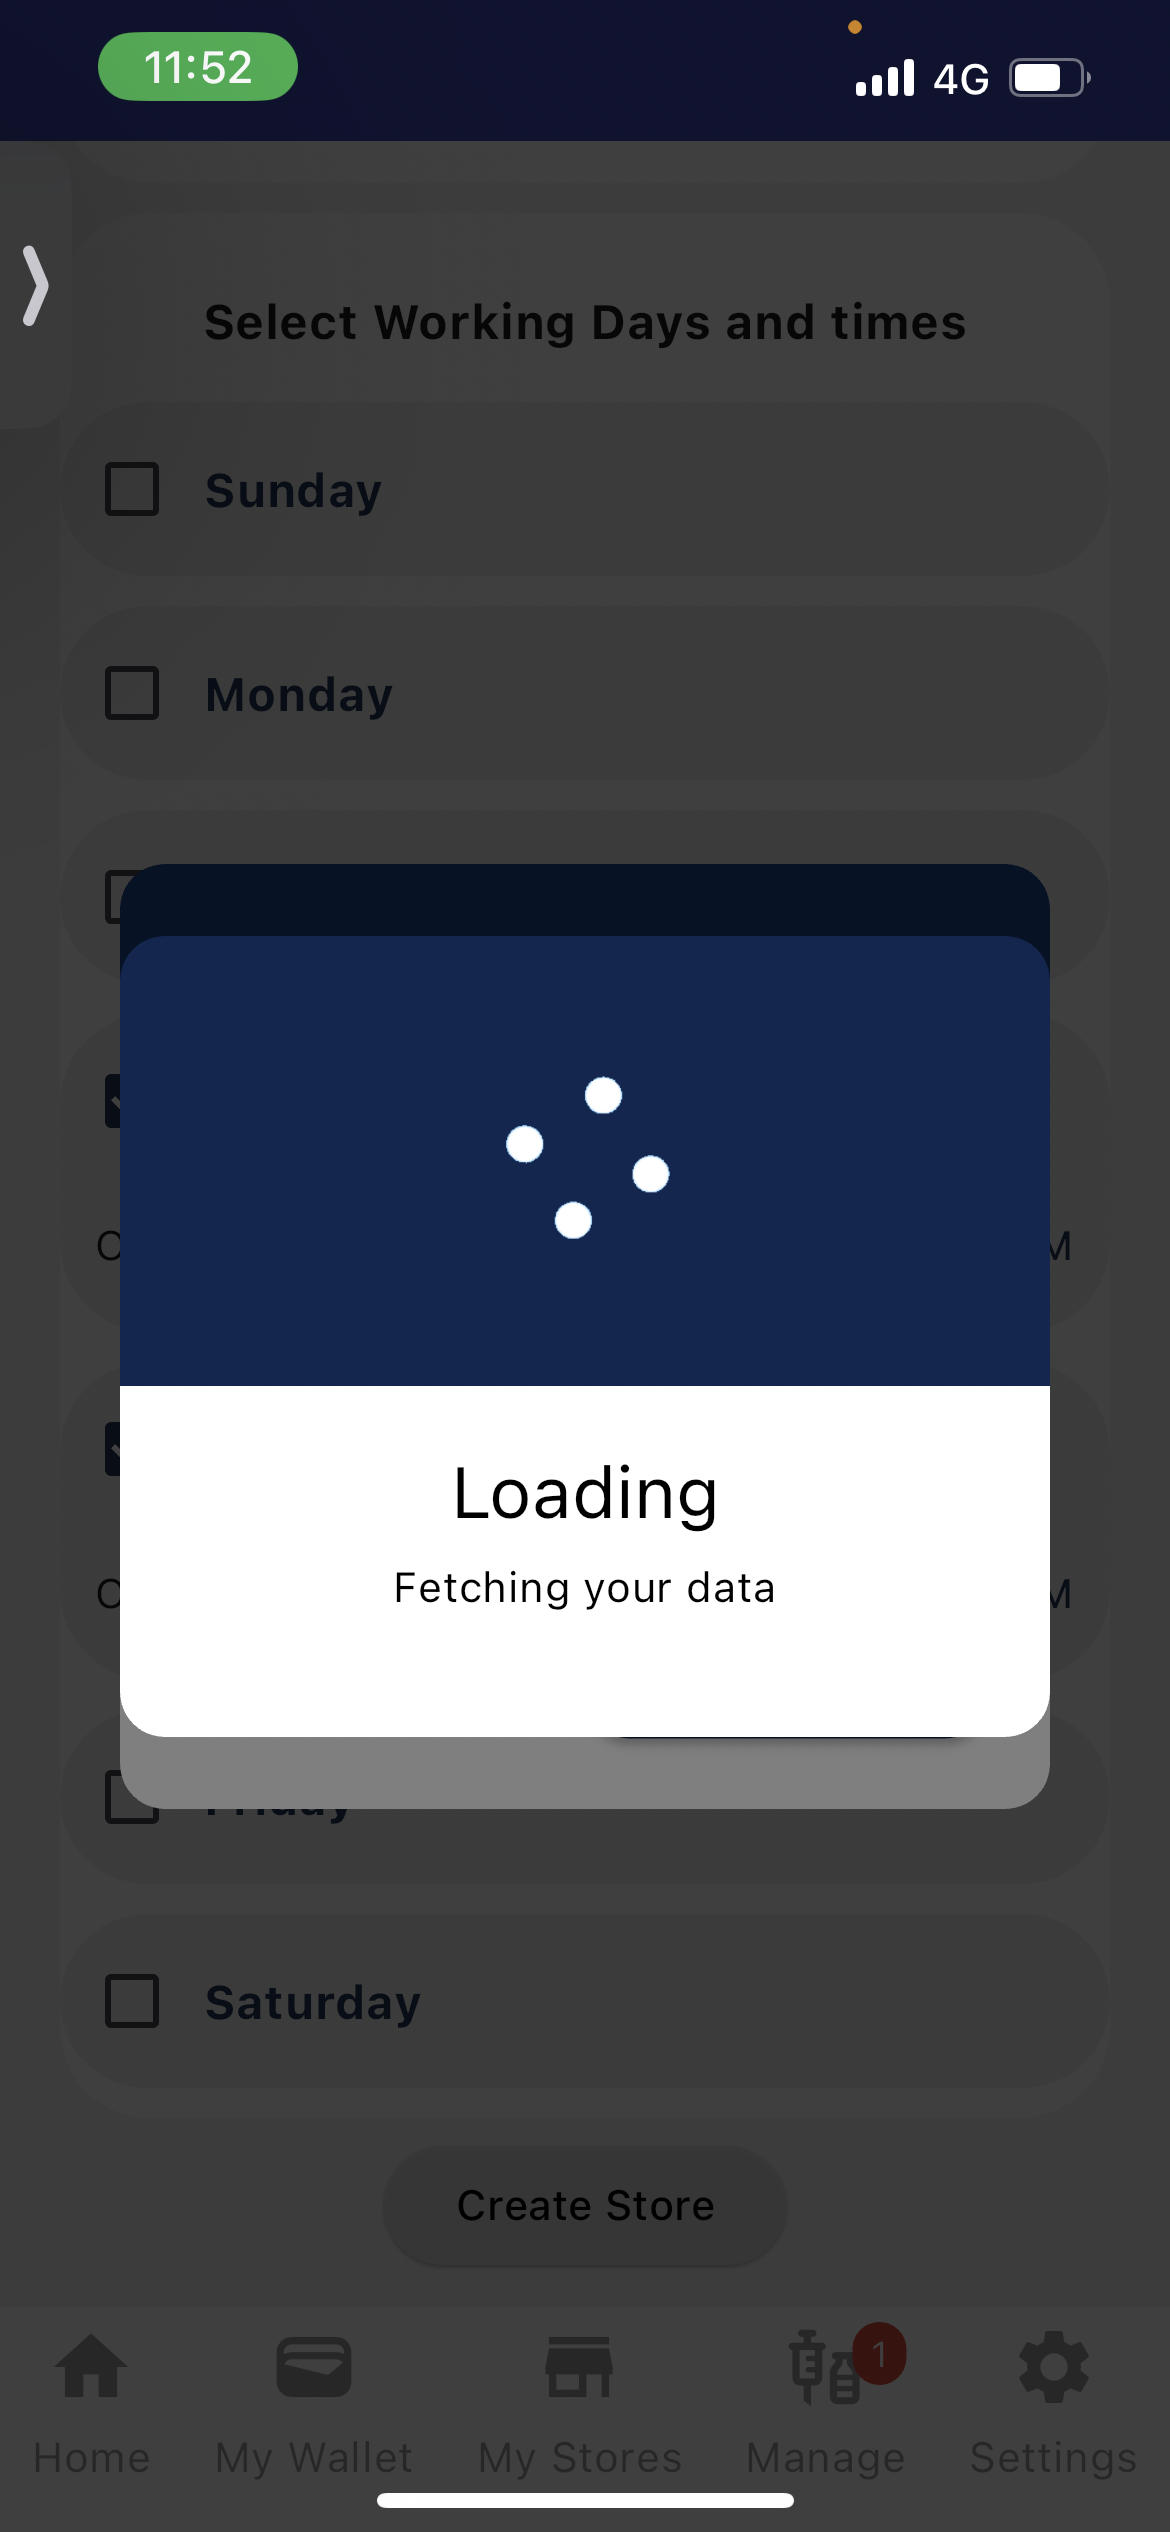 11:52
4G
Select Working Days and times
Sunday
Monday
Loading
Fetching your data
Friday
Saturday
Create Store
1
Home
My Wallet
My Stores
Manage
Settings